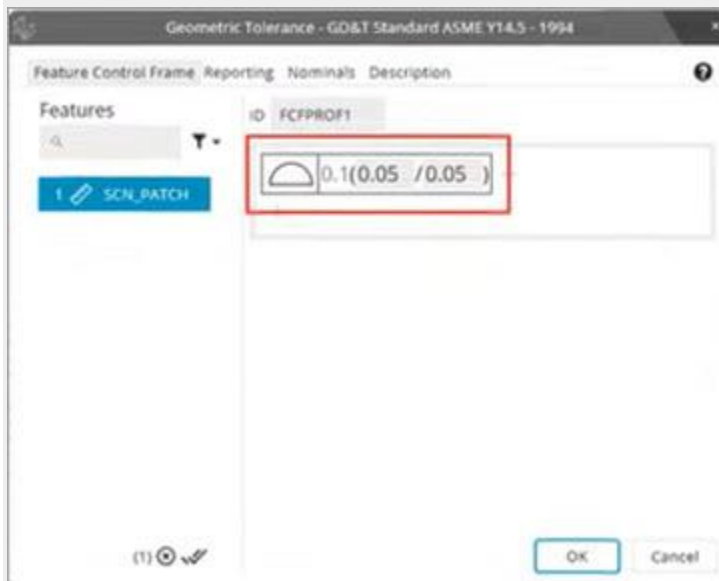 Geometric Tolerance - GD&T Standard ASME Y14.5 - 1994
Feature Control Frame Reporting Nominals Description
Features
ID FCFPROF1
0.1(0.05 /0.05 )
1 SCN_PATCH
(1)
OK Cancel